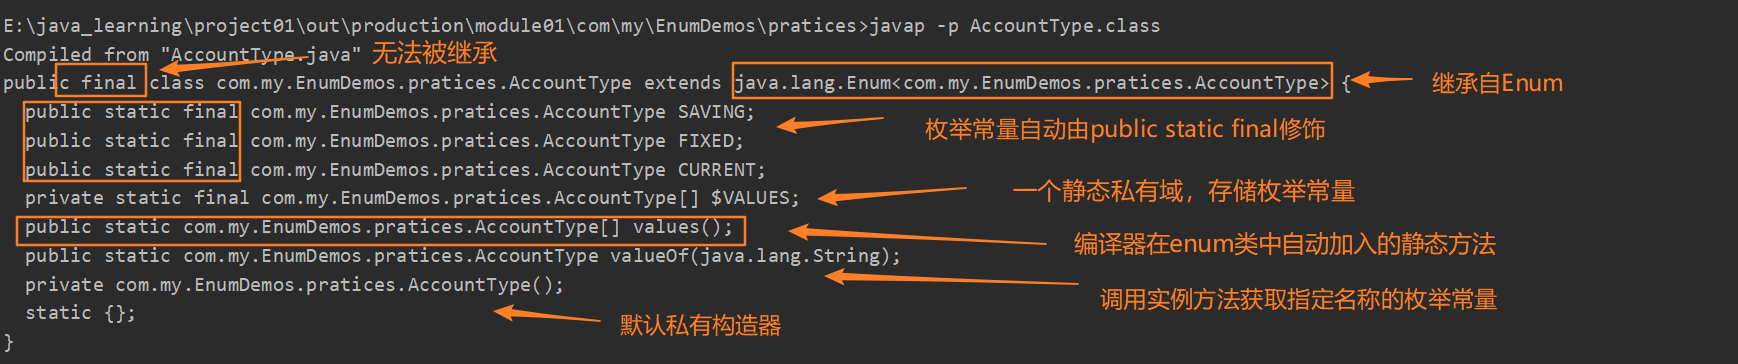 E:\java_learning\project01\out\production\module01\com\my\EnumDemos\pratices>javap -p AccountType.class
Compiled from "AccountType.java" 无法被继承
public final class com.my.EnumDemos.pratices.AccountType extends java.lang.Enum<com.my.EnumDemos.pratices.AccountType> { 继承自Enum
public static final com.my.EnumDemos.pratices.AccountType SAVING;
枚举常量自动由public static final修饰
public static final com.my.EnumDemos.pratices.AccountType FIXED;
public static final com.my.EnumDemos.pratices.AccountType CURRENT;
private static final com.my.EnumDemos.pratices.AccountType[] $VALUES; 一个静态私有域，存储枚举常量
public static com.my.EnumDemos.pratices.AccountType[] values(); 编译器在enum类中自动加入的静态方法
public static com.my.EnumDemos.pratices.AccountType valueOf(java.lang.String);
private com.my.EnumDemos.pratices.AccountType(); 调用实例方法获取指定名称的枚举常量
static {}; 默认私有构造器
}